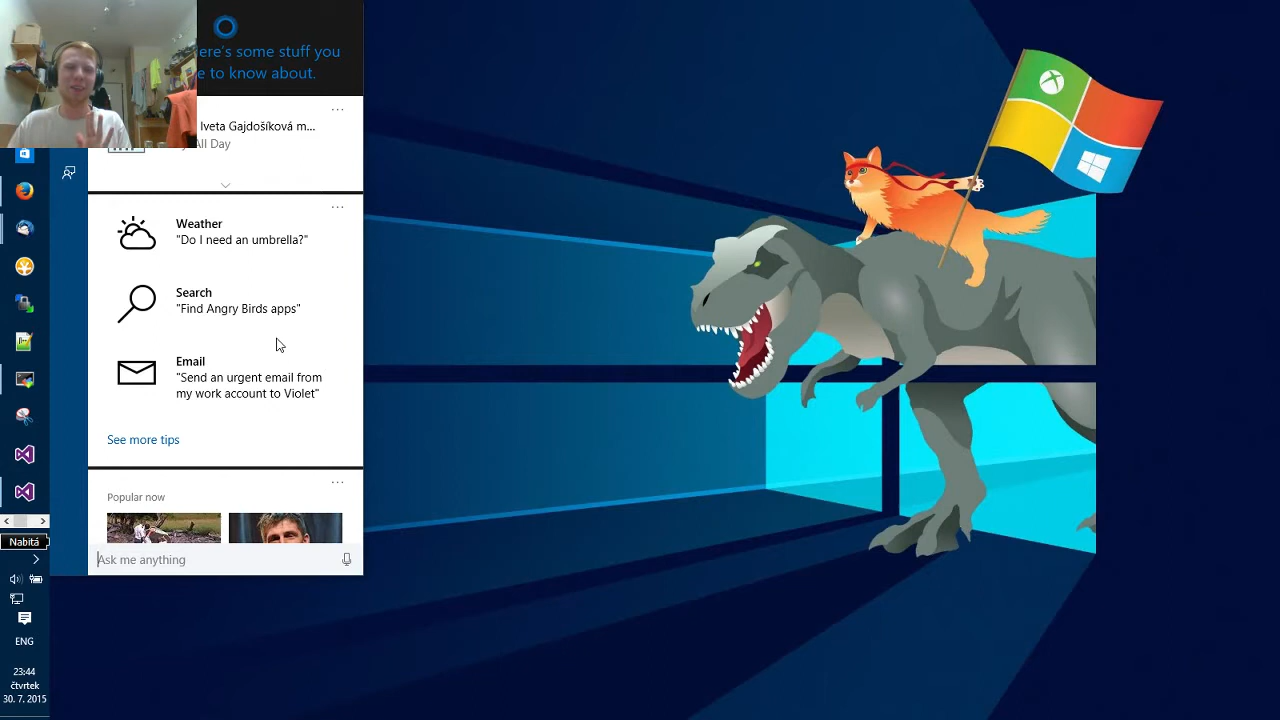 ere's some stuff you
e to know about.
Iveta Gajdošíková m...
All Day
Weather
"Do I need an umbrella?"
Search
"Find Angry Birds apps"
Email
"Send an urgent email from
my work account to Violet"
See more tips
Popular now
Ask me anything
Nabitá
ENG
23:44
čtvrtek
30. 7. 2015